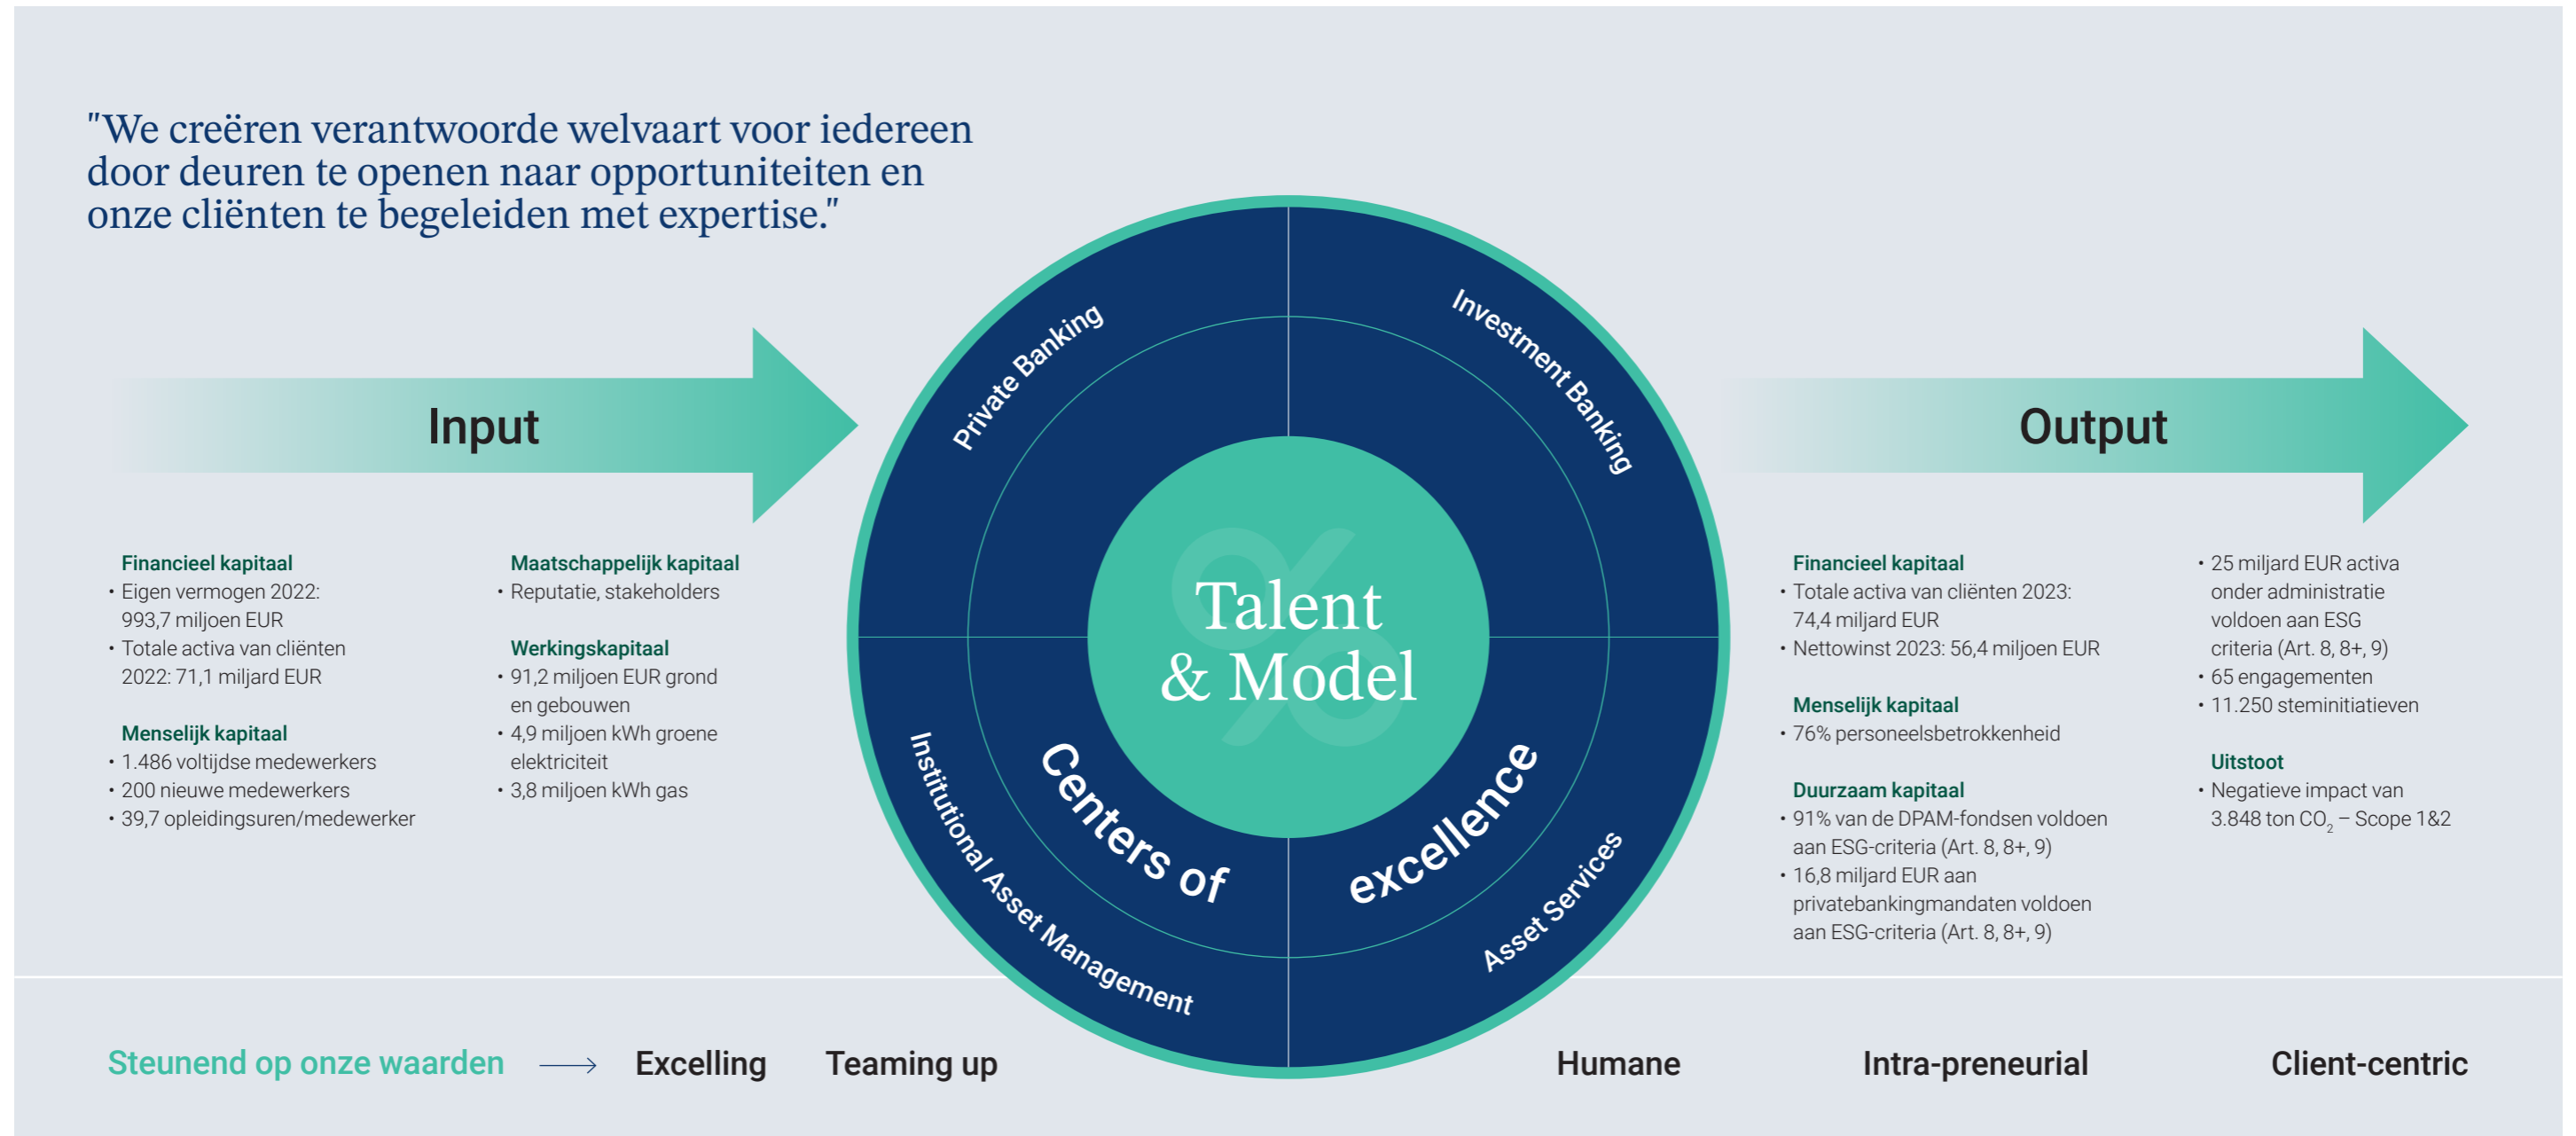 "We creëren verantwoorde welvaart voor iedereen
door deuren te openen naar opportuniteiten en
onze cliënten te begeleiden met expertise."
Input
Financieel kapitaal
• Eigen vermogen 2022:
993,7 miljoen EUR
• Totale activa van cliënten
2022: 71,1 miljard EUR
Menselijk kapitaal
• 1.486 voltijdse medewerkers
• 200 nieuwe medewerkers
• 39,7 opleidingsuren/medewerker
Maatschappelijk kapitaal
• Reputatie, stakeholders
Werkingskapitaal
• 91,2 miljoen EUR grond
en gebouwen
• 4,9 miljoen kWh groene
elektriciteit
• 3,8 miljoen kWh gas
Private Banking
Investment Banking
Talent
& Model
Centers of
excellence
Institutional Asset Management
Asset Services
Output
Financieel kapitaal
• Totale activa van cliënten 2023:
74,4 miljard EUR
• Nettowinst 2023: 56,4 miljoen EUR
Menselijk kapitaal
• 76% personeelsbetrokkenheid
Duurzaam kapitaal
• 91% van de DPAM-fondsen voldoen
aan ESG-criteria (Art. 8, 8+, 9)
• 16,8 miljard EUR aan
privatebankingmandaten voldoen
aan ESG-criteria (Art. 8, 8+, 9)
• 25 miljard EUR activa
onder administratie
voldoen aan ESG
criteria (Art. 8, 8+, 9)
• 65 engagementen
• 11.250 steminitiatieven
Uitstoot
• Negatieve impact van
3.848 ton CO₂ – Scope 1&2
Steunend op onze waarden → Excelling Teaming up Humane Intra-preneurial Client-centric